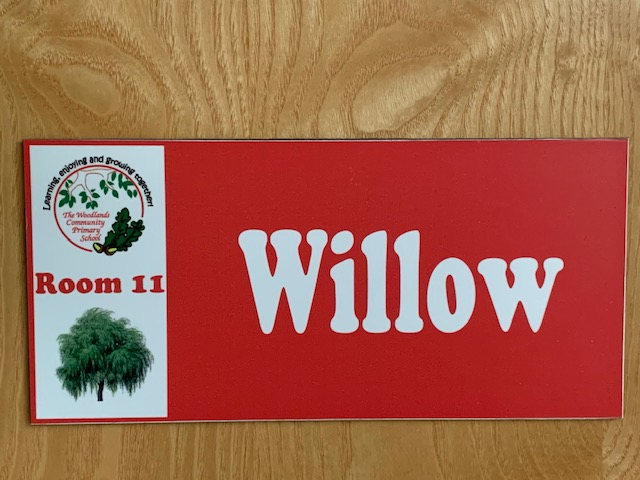 Learning, enjoying and growing together!
The Woodlands
Community
Primary
School
Room 11
Willow